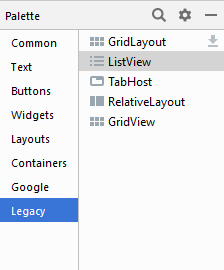 Palette
Common
Text
Buttons
Widgets
Layouts
Containers
Google
Legacy
GridLayout
ListView
TabHost
RelativeLayout
GridView